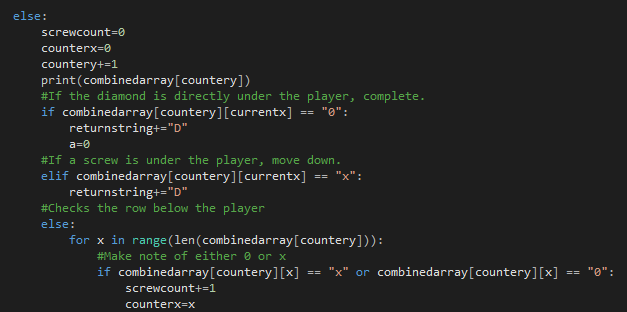 else:
screwcount=0
counterx=0
countery+=1
print(combinedarray[countery])
#If the diamond is directly under the player, complete.
if combinedarray[countery][currentx] == "0":
returnstring+="D"
a=0
#If a screw is under the player, move down.
elif combinedarray[countery][currentx] == "x":
returnstring+="D"
#Checks the row below the player
else:
for x in range(len(combinedarray[countery])):
#Make note of either 0 or x
if combinedarray[countery][x] == "x" or combinedarray[countery][x] == "0":
screwcount+=1
counterx=x